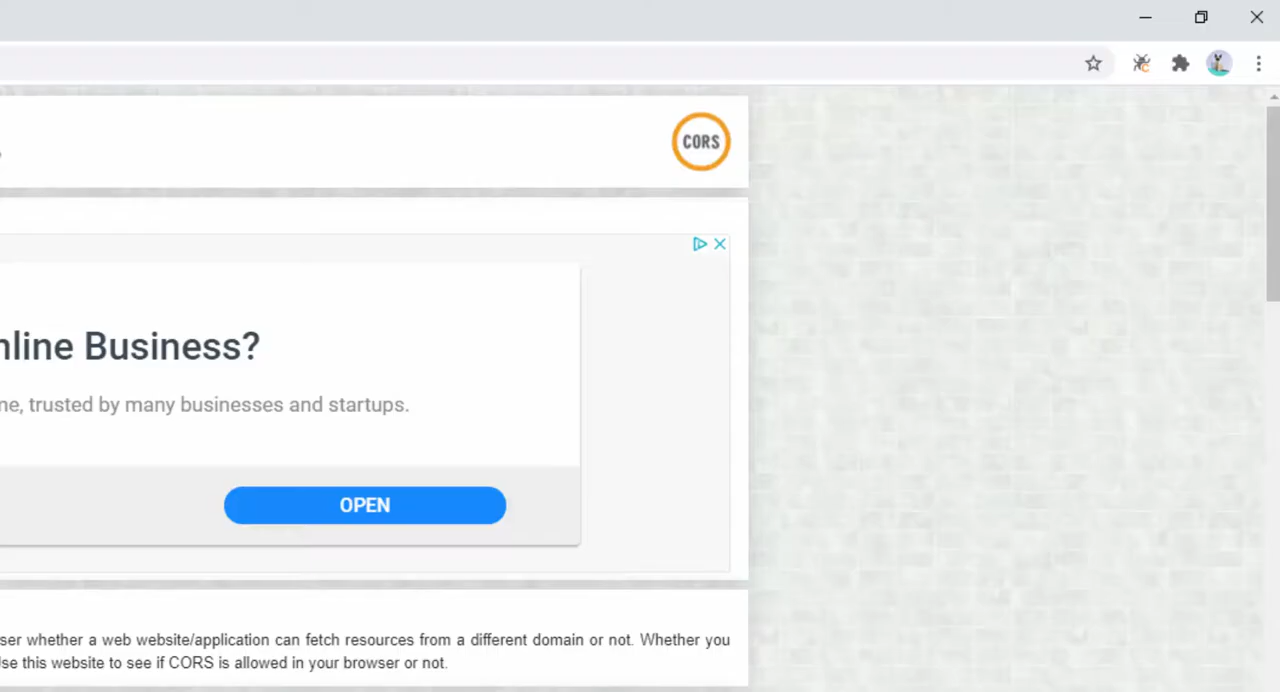 CORS
nline Business?
ne, trusted by many businesses and startups.
OPEN
ser whether a web website/application can fetch resources from a different domain or not. Whether you
Use this website to see if CORS is allowed in your browser or not.